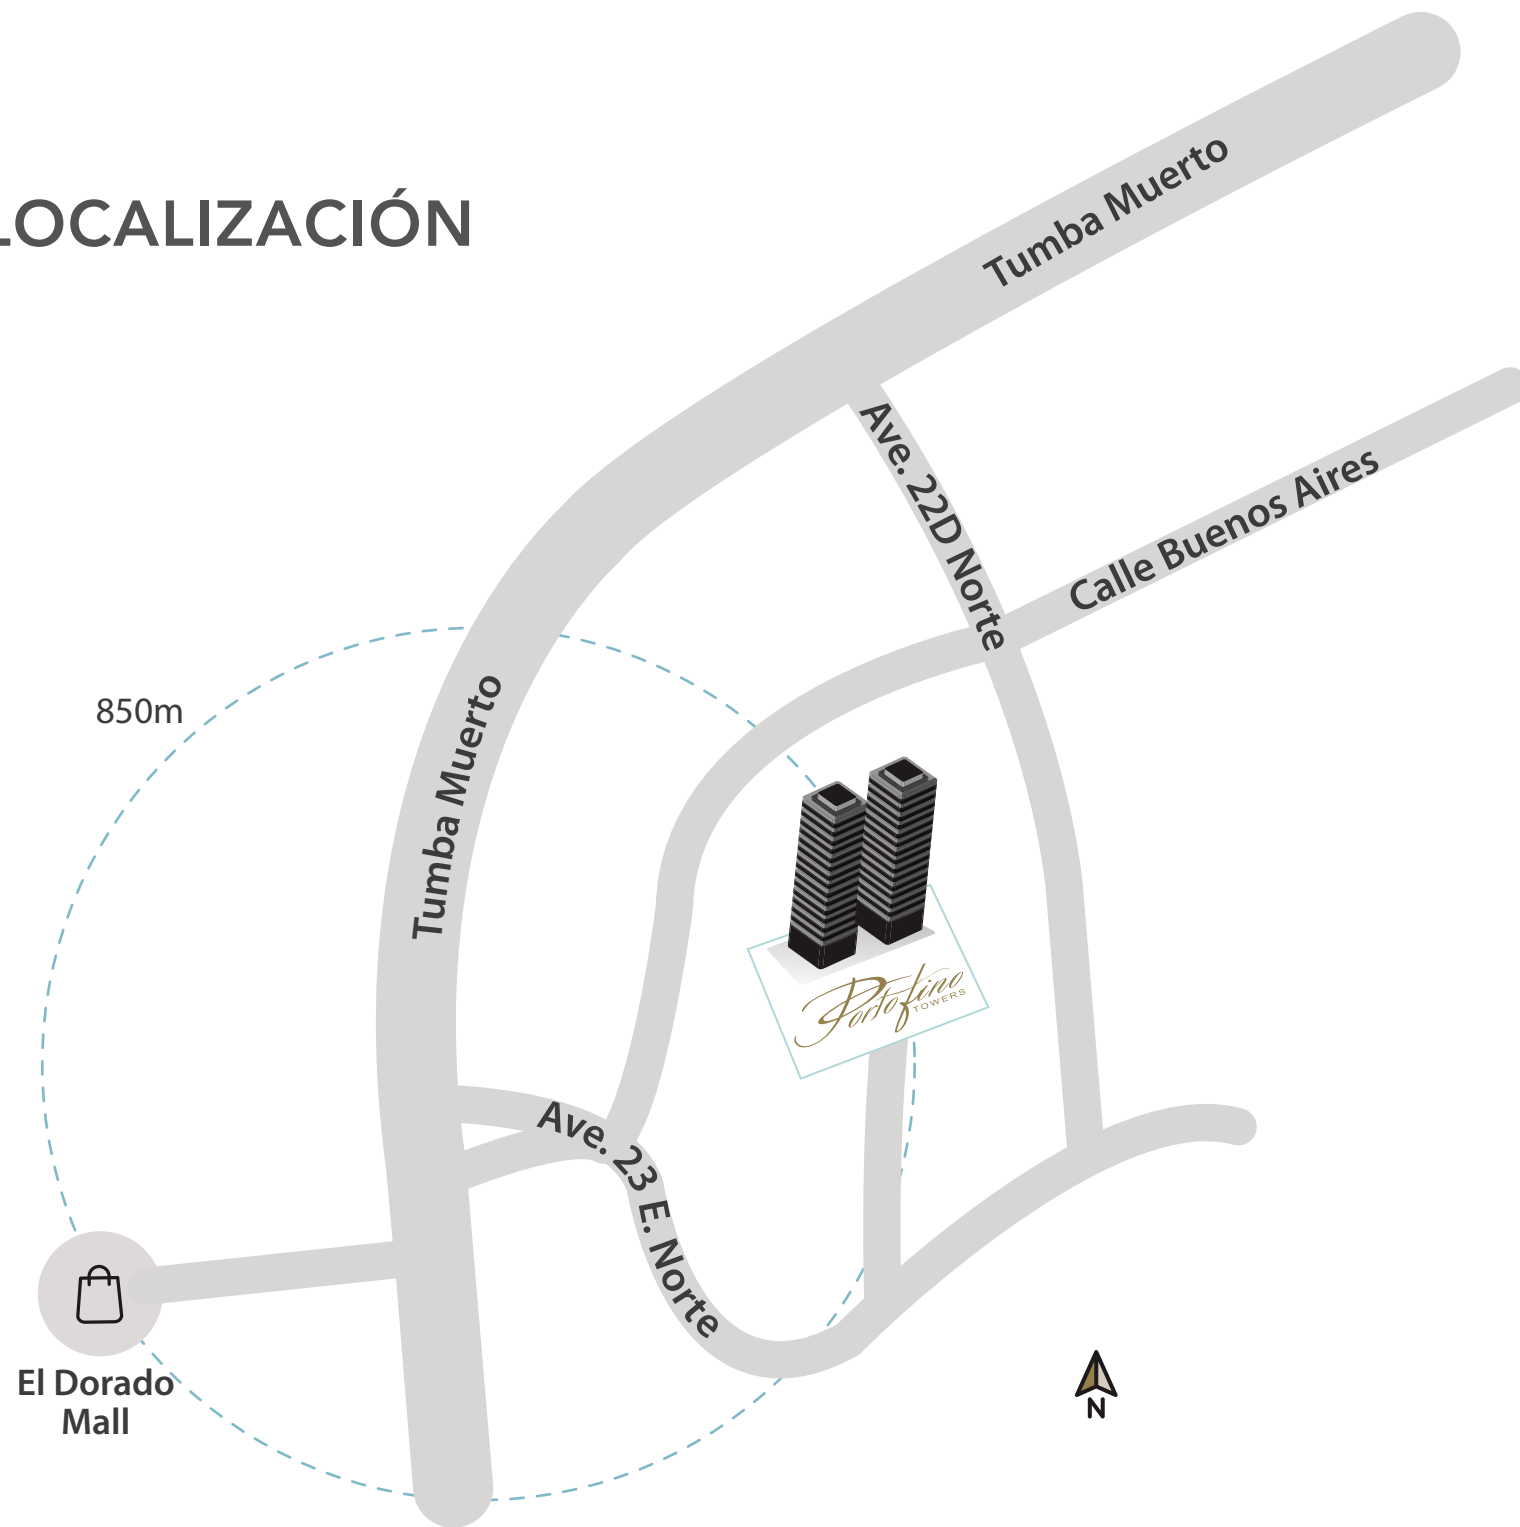 LOCALIZACIÓN
Tumba Muerto
Ave. 22D Norte
Calle Buenos Aires
850m
Tumba Muerto
Portofino
TOWERS
Ave. 23 E. Norte
El Dorado
Mall
N